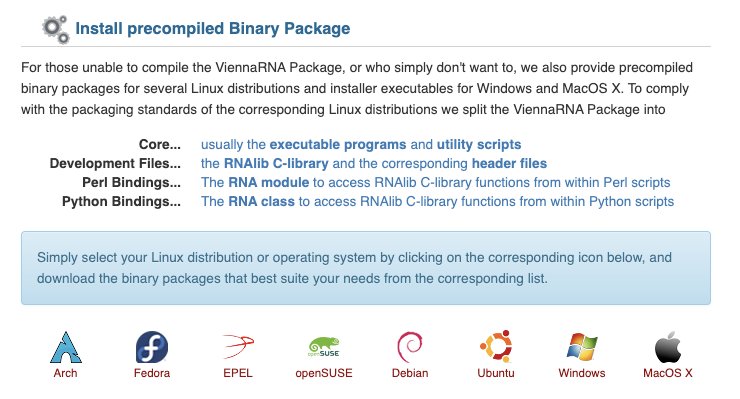 Install precompiled Binary Package
For those unable to compile the ViennaRNA Package, or who simply don't want to, we also provide precompiled
binary packages for several Linux distributions and installer executables for Windows and MacOS X. To comply
with the packaging standards of the corresponding Linux distributions we split the ViennaRNA Package into
Core... usually the executable programs and utility scripts
Development Files... the RNAlib C-library and the corresponding header files
Perl Bindings... The RNA module to access RNAlib C-library functions from within Perl scripts
Python Bindings... The RNA class to access RNAlib C-library functions from within Python scripts
Simply select your Linux distribution or operating system by clicking on the corresponding icon below, and
download the binary packages that best suite your needs from the corresponding list.
openSUSE
Arch Fedora EPEL openSUSE Debian Ubuntu Windows MacOS X